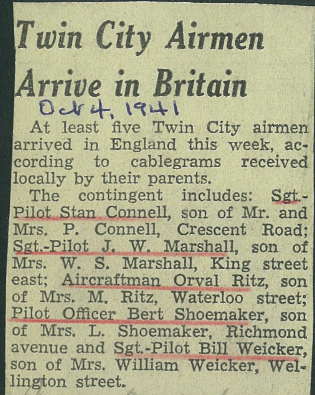 Twin City Airmen
Arrive in Britain
Oct 4, 1941
At least five Twin City airmen
arrived in England this week, ac-
cording to cablegrams received
locally by their parents.
The contingent includes: Sgt.-
Pilot Stan Connell, son of Mr. and
Mrs. P. Connell, Crescent Road;
Sgt.-Pilot J. W. Marshall, son of
Mrs. W. S. Marshall, King street
east; Aircraftman Orval Ritz, son
of Mrs. M. Ritz, Waterloo street;
Pilot Officer Bert Shoemaker, son
of Mrs. L. Shoemaker, Richmond
avenue and Sgt.-Pilot Bill Weicker,
son of Mrs. William Weicker, Wel-
lington street.